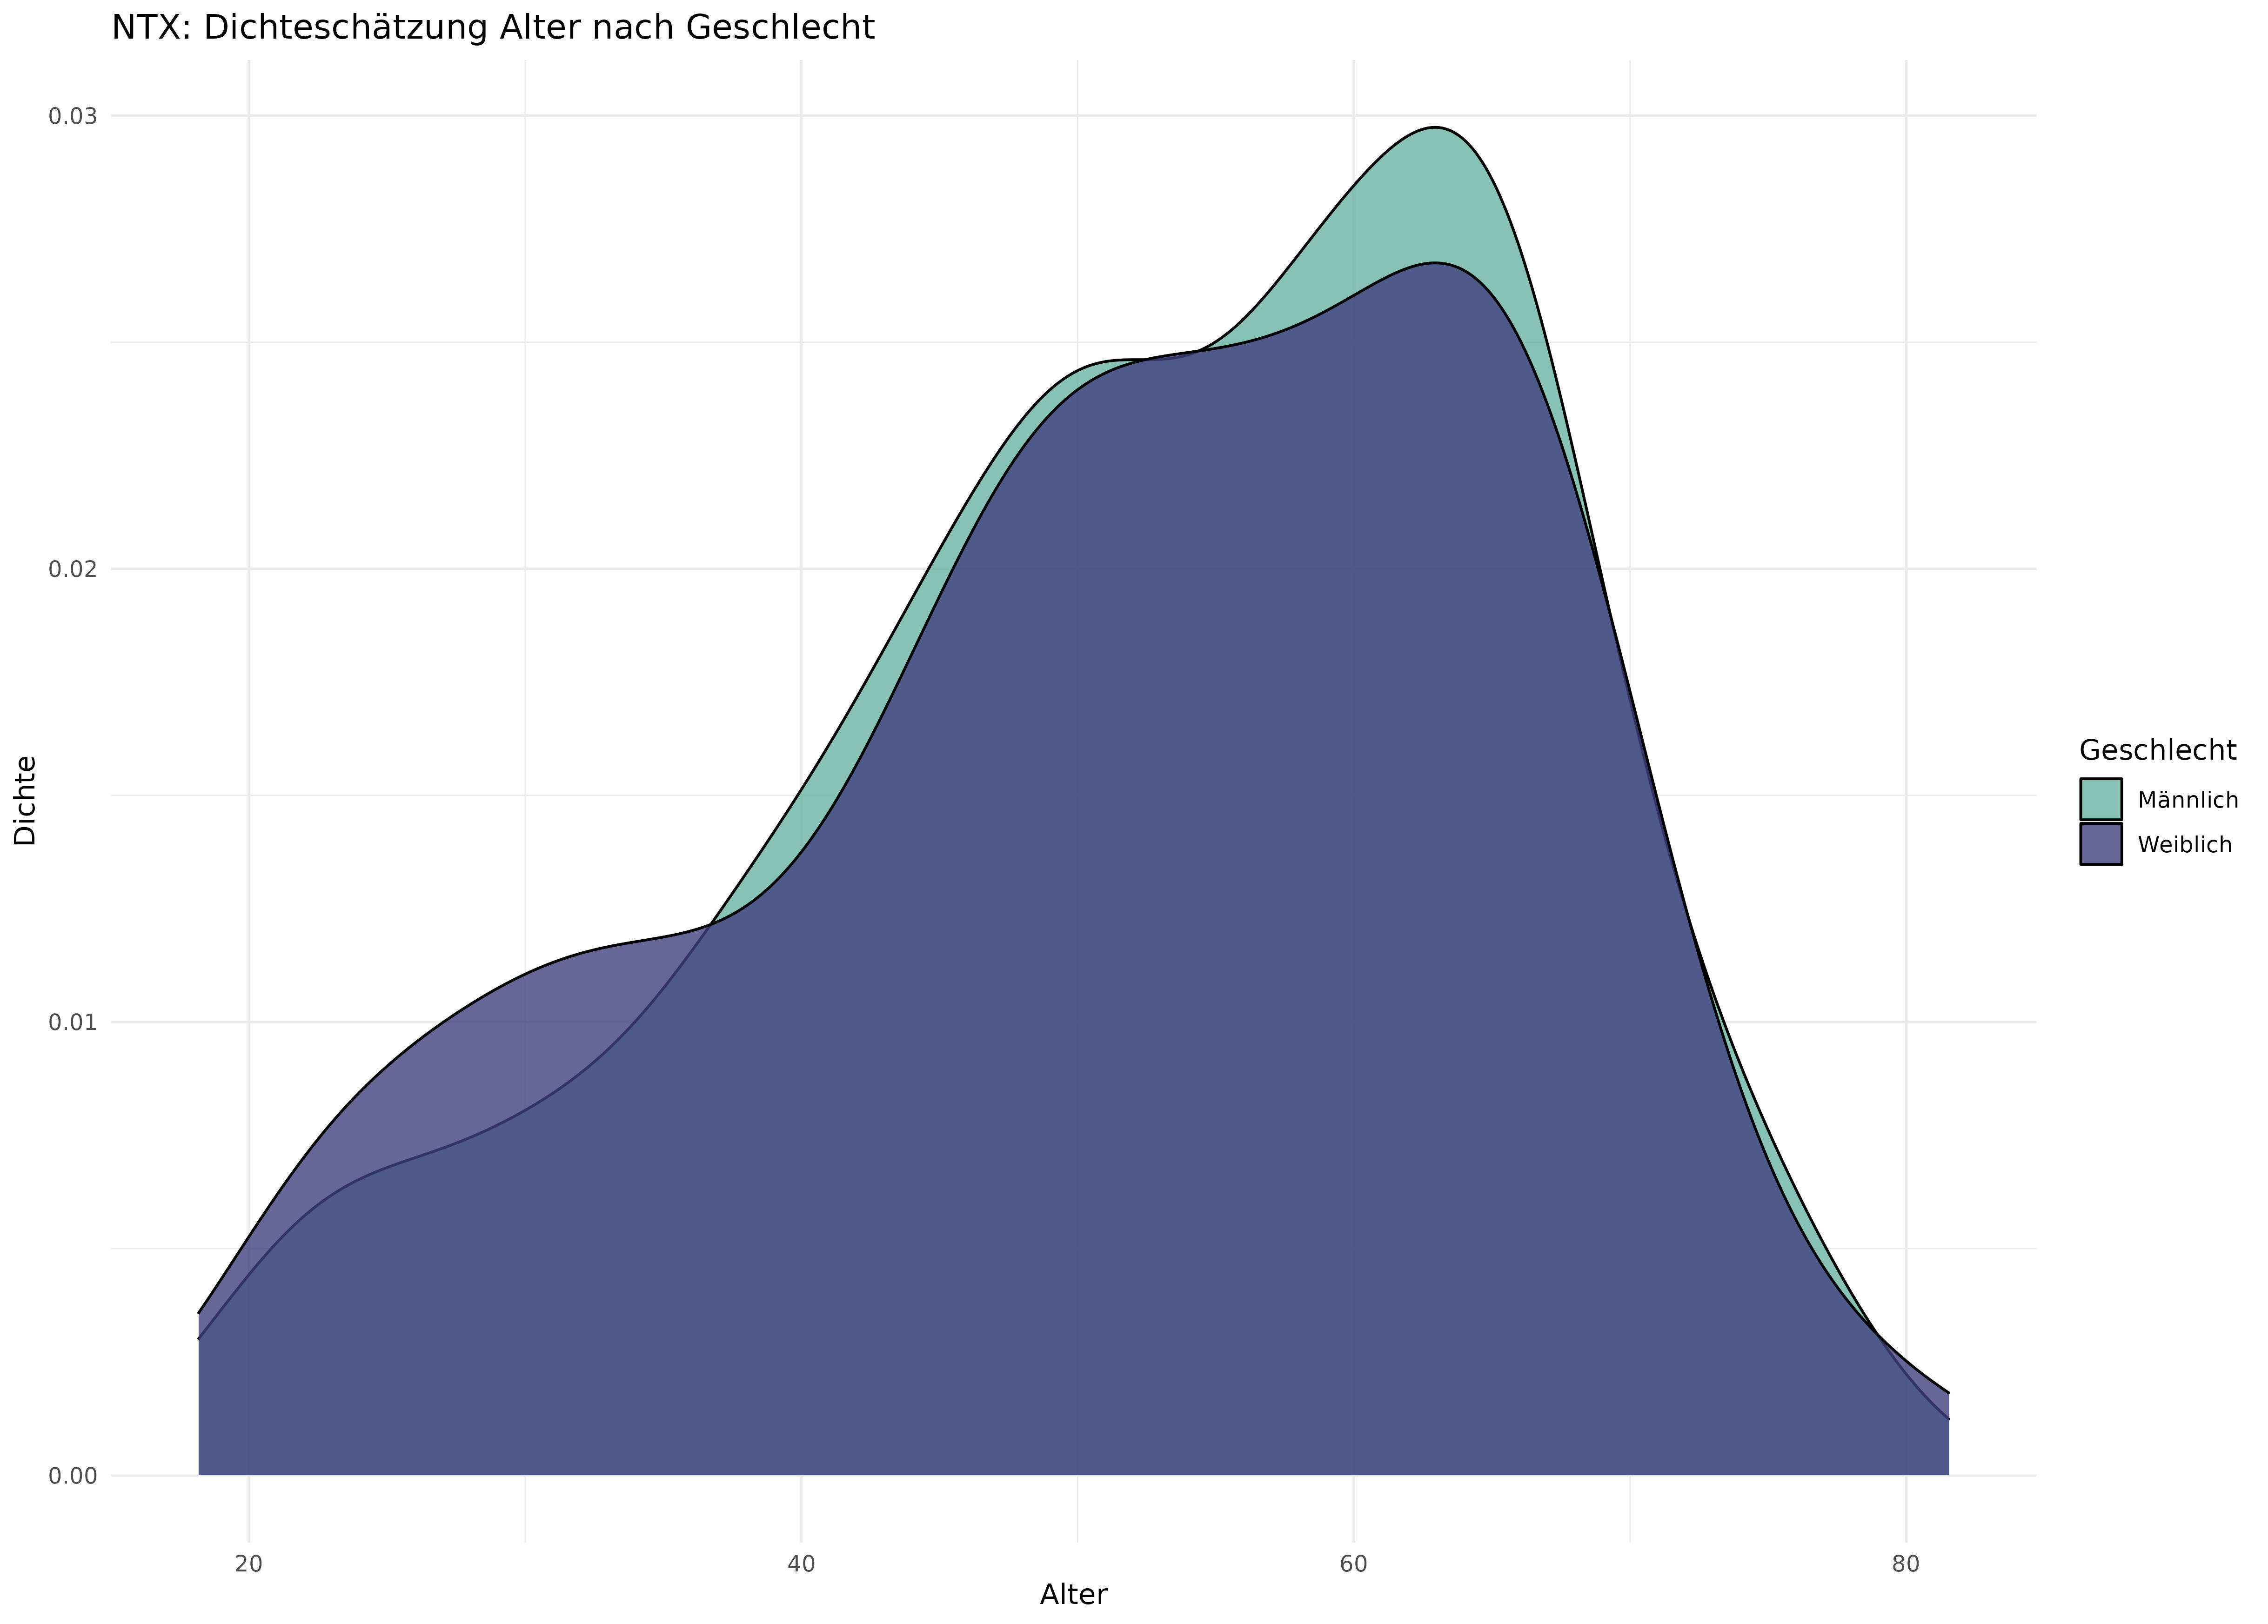 NTX: Dichteschätzung Alter nach Geschlecht
0.03
0.02
0.01
0.00
Dichte
20 40 60 80
Alter
Geschlecht
Männlich
Weiblich